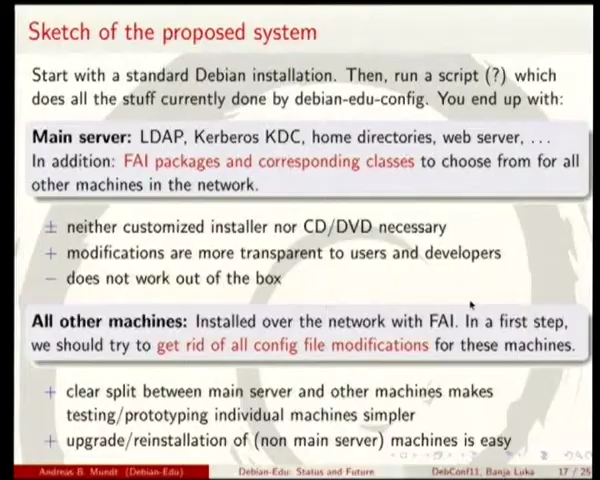 Sketch of the proposed system
Start with a standard Debian installation. Then, run a script (?) which
does all the stuff currently done by debian-edu-config. You end up with:
Main server: LDAP, Kerberos KDC, home directories, web server, ...
In addition: FAI packages and corresponding classes to choose from for all
other machines in the network.
± neither customized installer nor CD/DVD necessary
+ modifications are more transparent to users and developers
− does not work out of the box
All other machines: Installed over the network with FAI. In a first step,
we should try to get rid of all config file modifications for these machines.
+ clear split between main server and other machines makes
testing/prototyping individual machines simpler
+ upgrade/reinstallation of (non main server) machines is easy
Andreas B. Mundt (Debian-Edu) Debian-Edu: Status and Future DebConf11, Banja Luka 17 / 25